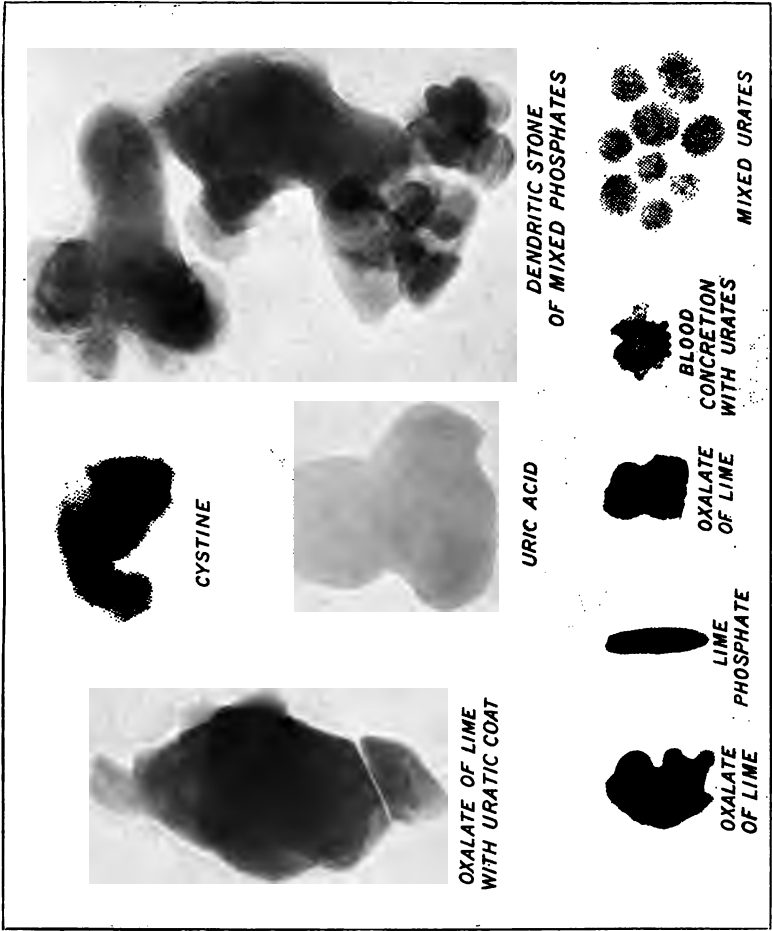 CYSTINE
OXALATE OF LIME
WITH URATIC COAT
URIC ACID
DENDRITIC STONE
OF MIXED PHOSPHATES
OXALATE
OF LIME
LIME
PHOSPHATE
OXALATE
OF LIME
BLOOD
CONCRETION
WITH URATES
MIXED URATES